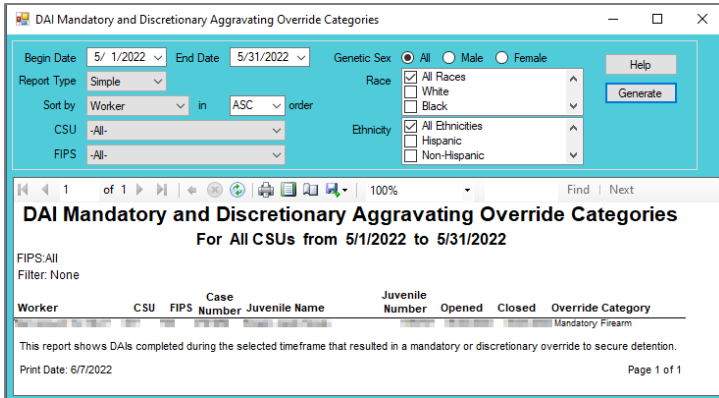 DAI Mandatory and Discretionary Aggravating Override Categories
Begin Date 5/ 1/2022 End Date 5/31/2022 Genetic Sex All Male Female Help
Report Type Simple Race All Races
White
Black
Generate
Sort by Worker in ASC order
CSU -All- Ethnicity All Ethnicities
Hispanic
Non-Hispanic
FIPS -All-
1 of 1 100% Find | Next
DAI Mandatory and Discretionary Aggravating Override Categories
For All CSUs from 5/1/2022 to 5/31/2022
FIPS:All
Filter: None
Worker CSU FIPS Case Number Juvenile Name Juvenile Number Opened Closed Override Category
Mandatory Firearm
This report shows DAIs completed during the selected timeframe that resulted in a mandatory or discretionary override to secure detention.
Print Date: 6/7/2022 Page 1 of 1